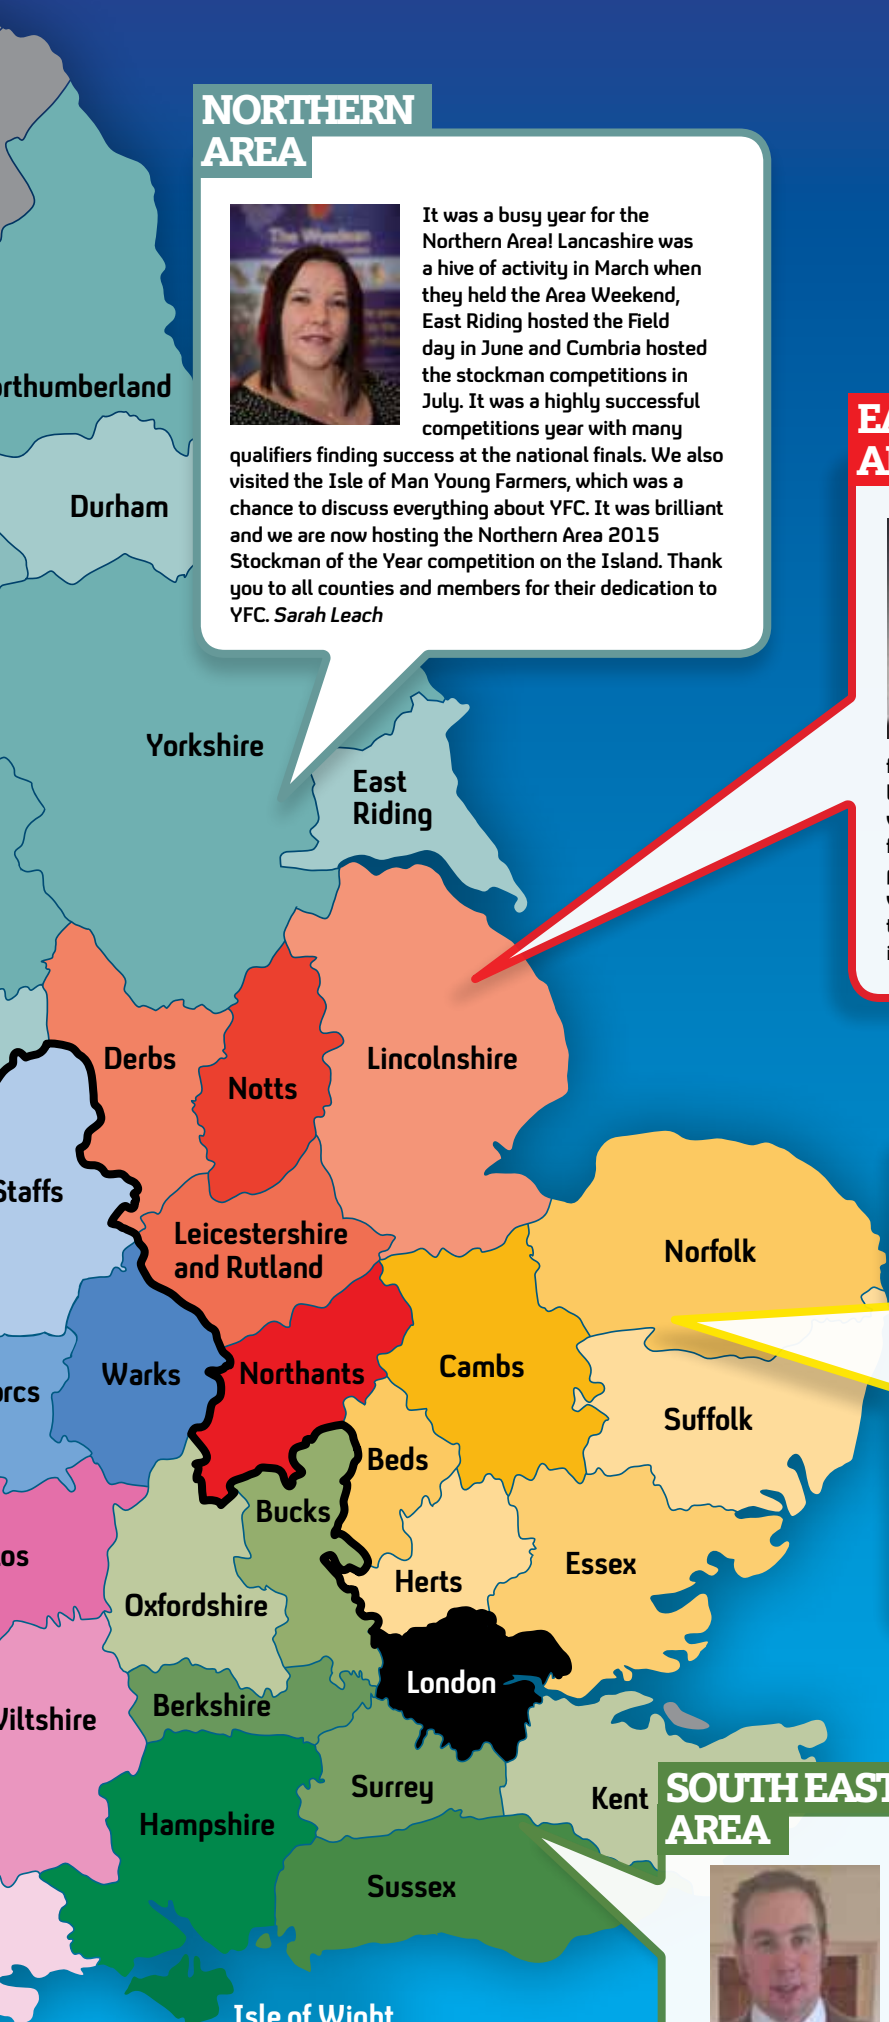 NORTHERN
AREA
It was a busy year for the
Northern Area! Lancashire was
a hive of activity in March when
they held the Area Weekend,
East Riding hosted the Field
day in June and Cumbria hosted
the stockman competitions in
July. It was a highly successful
competitions year with many
qualifiers finding success at the national finals. We also
visited the Isle of Man Young Farmers, which was a
chance to discuss everything about YFC. It was brilliant
and we are now hosting the Northern Area 2015
Stockman of the Year competition on the Island. Thank
you to all counties and members for their dedication to
YFC. Sarah Leach
rthumberland
Durham
Yorkshire
East
Riding
Derbs
Notts
Lincolnshire
Staffs
Leicestershire
and Rutland
Norfolk
Warks
Northants
Cambs
rcs
Suffolk
Beds
Bucks
os
Essex
Herts
Oxfordshire
London
Berkshire
Wiltshire
Surrey
Kent
SOUTH EAST
AREA
Hampshire
Sussex
Isle of Wight